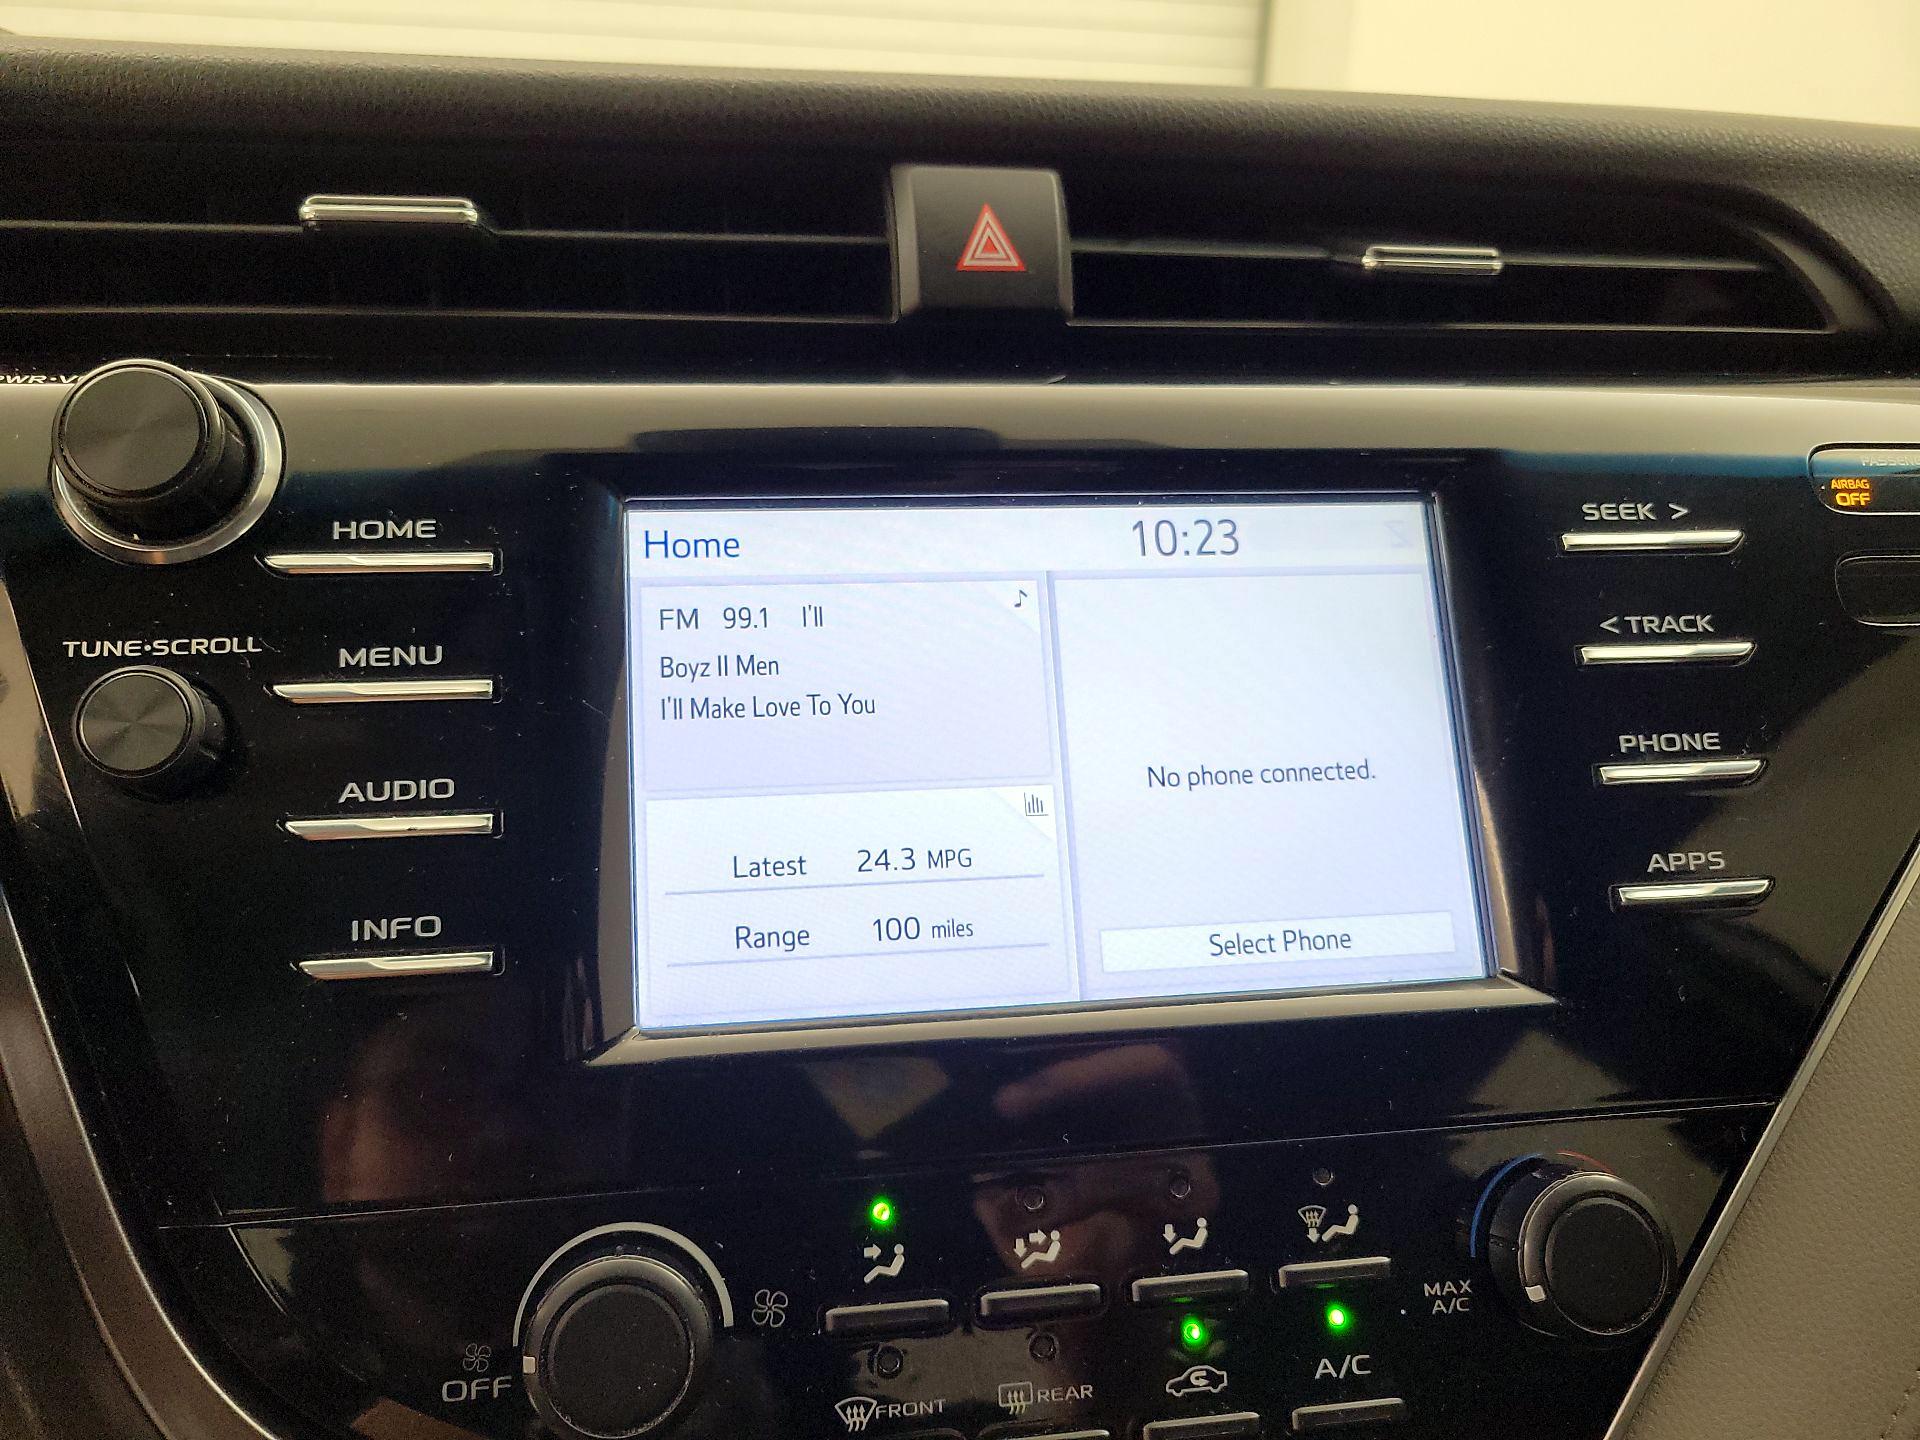 PWR•V
HOME
MENU
AUDIO
INFO
TUNE•SCROLL
Home 10:23
FM 99.1 I'll
Boyz II Men
I'll Make Love To You
Latest 24.3 MPG
Range 100 miles
No phone connected.
Select Phone
SEEK >
< TRACK
PHONE
APPS
AIRBAG
OFF
OFF
FRONT
REAR
A/C
MAX
A/C